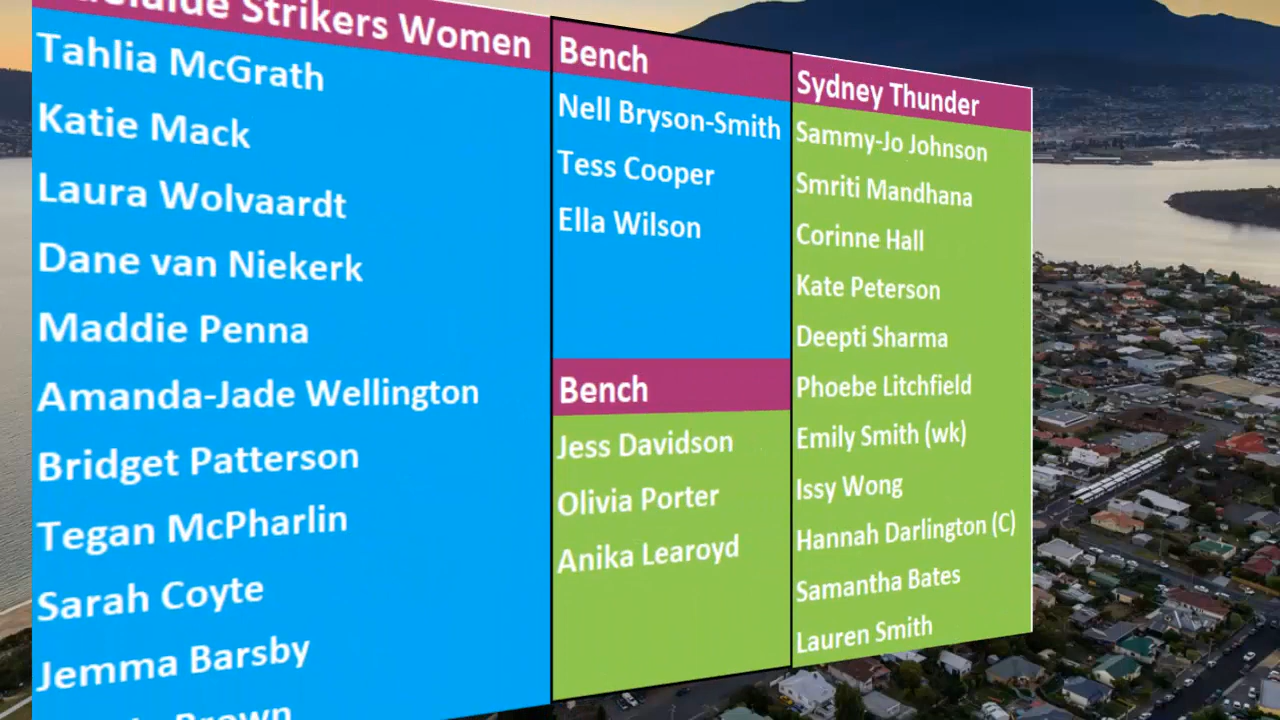 Strikers Women
Tahlia McGrath
Katie Mack
Laura Wolvaardt
Dane van Niekerk
Maddie Penna
Amanda-Jade Wellington
Bridget Patterson
Tegan McPharlin
Sarah Coyte
Jemma Barsby
Brown
Bench
Nell Bryson-Smith
Tess Cooper
Ella Wilson
Bench
Jess Davidson
Olivia Porter
Anika Learoyd
Sydney Thunder
Sammy-Jo Johnson
Smriti Mandhana
Corinne Hall
Kate Peterson
Deepti Sharma
Phoebe Litchfield
Emily Smith (wk)
Issy Wong
Hannah Darlington (C)
Samantha Bates
Lauren Smith